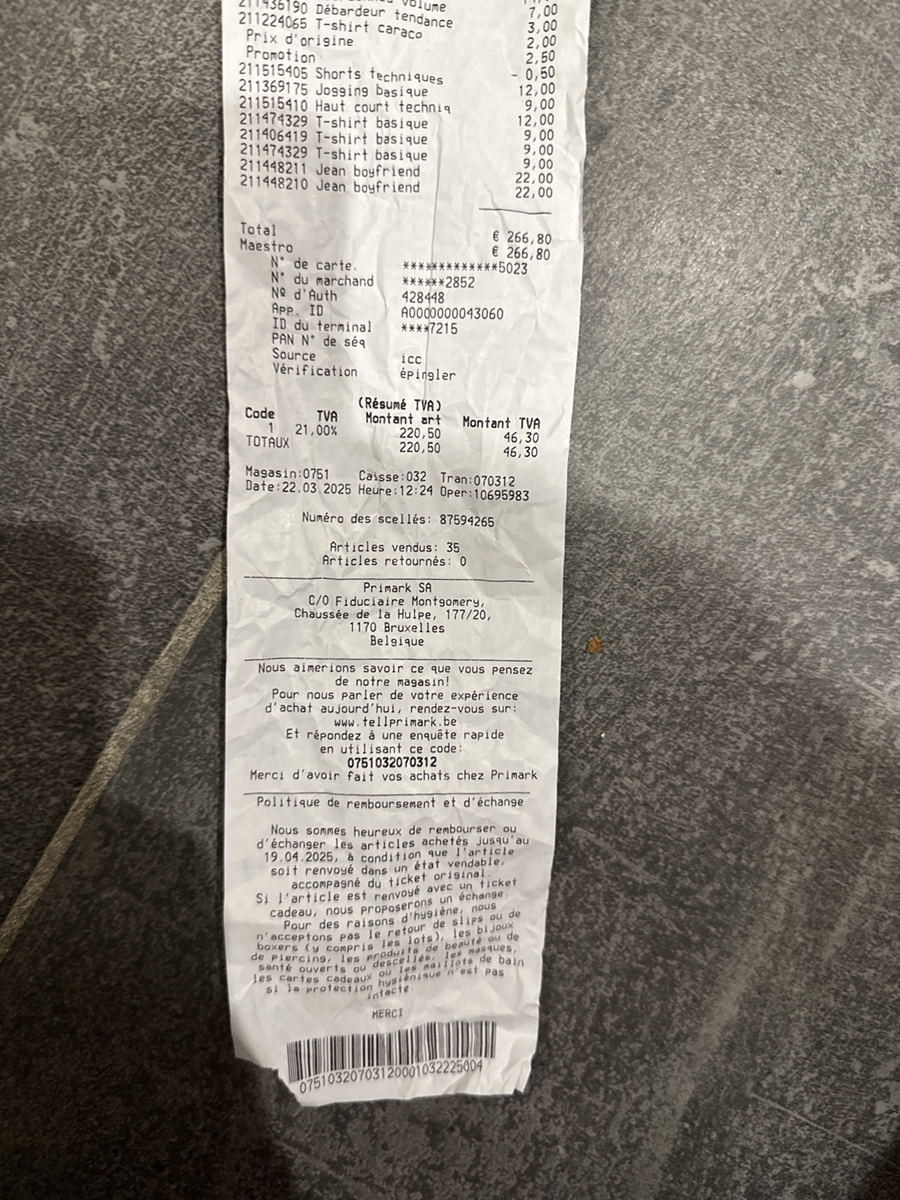 volume
211436190 Débardeur tendance 7,00
211224065 T-shirt caraco 3,00
Prix d'origine 2,00
Promotion 2,50
211515405 Shorts techniques - 0,50
211369175 Jogging basique 12,00
211515410 Haut court techniq 9,00
211474329 T-shirt basique 12,00
211406419 T-shirt basique 9,00
211474329 T-shirt basique 9,00
211448211 Jean boyfriend 9,00
211448210 Jean boyfriend 22,00
22,00
Total € 266,80
Maestro € 266,80
N° de carte. *************5023
N° du marchand ******2852
Nº d'Auth 428448
App. ID A0000000043060
ID du terminal ****7215
PAN N° de séq
Source icc
Vérification épingler
(Résumé TVA)
Code TVA Montant art Montant TVA
1 21,00% 220,50 46,30
TOTAUX 220,50 46,30
Magasin:0751 Caisse:032 Tran:070312
Date:22.03.2025 Heure:12:24 Oper:10695983
Numéro des scellés: 87594265
Articles vendus: 35
Articles retournés: 0
Primark SA
C/O Fiduciaire Montgomery,
Chaussée de la Hulpe, 177/20,
1170 Bruxelles
Belgique
Nous aimerions savoir ce que vous pensez
de notre magasin!
Pour nous parler de votre expérience
d'achat aujourd'hui, rendez-vous sur:
www.tellprimark.be
Et répondez à une enquête rapide
en utilisant ce code:
0751032070312
Merci d'avoir fait vos achats chez Primark
Politique de remboursement et d'échange
Nous sommes heureux de rembourser ou
d'échanger les articles achetés jusqu'au
19.04.2025, à condition que l'article
soit renvoyé dans un état vendable,
accompagné du ticket original.
Si l'article est renvoyé avec un ticket
cadeau, nous proposerons un échange.
Pour des raisons d'hygiène, nous
n'acceptons pas le retour de slips ou de
boxers (y compris les lots), les bijoux
de piercing, les produits de beauté ou de
santé ouverts ou descellés, les masques,
les cartes cadeaux ou les maillots de bain
si la protection hygiénique n'est pas
intacte.
MERCI
07510320703120001032225004